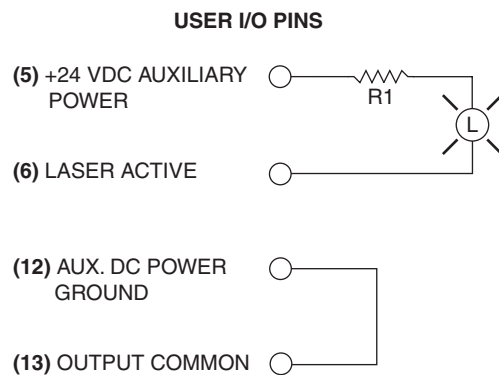 USER I/O PINS
(5) +24 VDC AUXILIARY
POWER
R1
L
(6) LASER ACTIVE
(12) AUX. DC POWER
GROUND
(13) OUTPUT COMMON